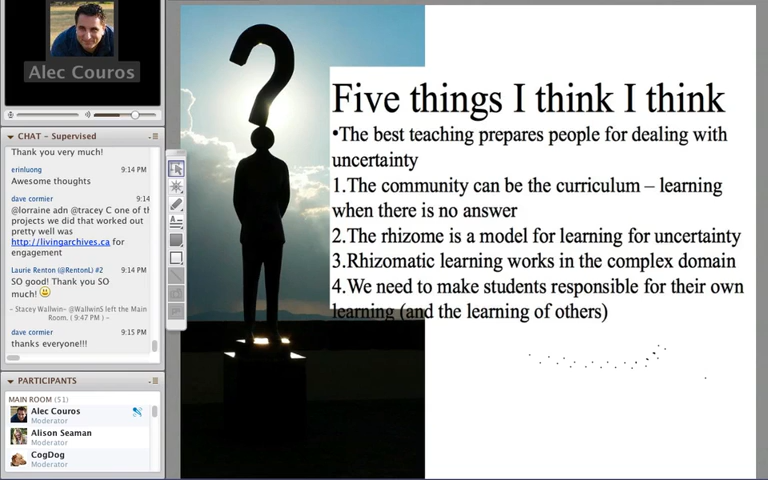 Alec Couros
CHAT - Supervised
Thank you very much!
erinluong 9:14 PM
Awesome thoughts
dave cormier 9:14
@lorraine adn @tracey C one of th
projects we did that worked out
pretty well was
http://livingarchives.ca for
engagement
Laurie Renton (@RentonL) #2 9:14 PM
SO good! Thank you SO
much!
- Stacey Wallwin- @WallwinS left the Main
Room. ( 9:47 PM ) -
dave cormier 9:15 PM
thanks everyone!!!
PARTICIPANTS
MAIN ROOM (51)
Alec Couros
Moderator
Alison Seaman
Moderator
CogDog
Moderator
Five things I think I think
•The best teaching prepares people for dealing with
uncertainty
1.The community can be the curriculum – learning
when there is no answer
2.The rhizome is a model for learning for uncertainty
3.Rhizomatic learning works in the complex domain
4.We need to make students responsible for their own
learning (and the learning of others)